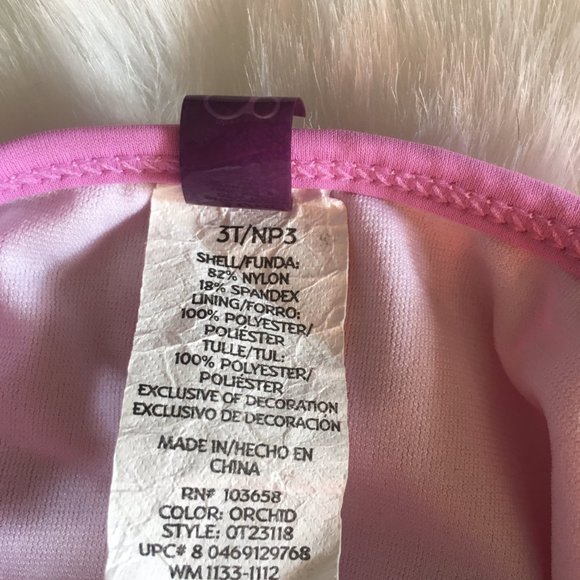 3T/NP3
SHELL/FUNDA:
82% NYLON
18% SPANDEX
LINING/FORRO:
100% POLYESTER/
POLIÉSTER
TULLE/TUL:
100% POLYESTER/
POLIÉSTER
EXCLUSIVE OF DECORATION
EXCLUSIVO DE DECORACIÓN
MADE IN/HECHO EN
CHINA
RN# 103658
COLOR: ORCHID
STYLE: OT23118
UPC# 8 0469129768
WM 1133-1112